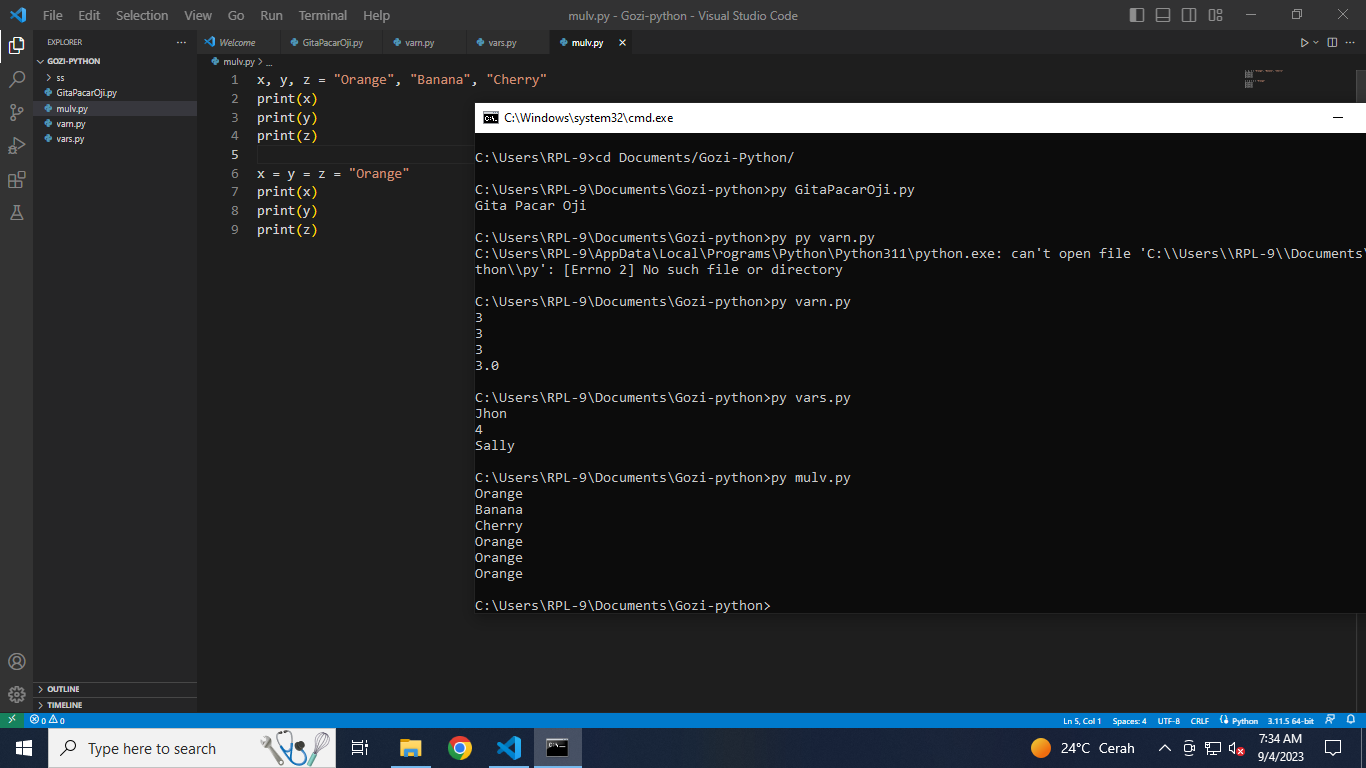 File Edit Selection View Go Run Terminal Help
mulv.py - Gozi-python - Visual Studio Code
EXPLORER
GOZI-PYTHON
ss
GitaPacarOji.py
mulv.py
varn.py
vars.py
OUTLINE
TIMELINE
Welcome GitaPacarOji.py varn.py vars.py mulv.py
mulv.py > ...
1 x, y, z = "Orange", "Banana", "Cherry"
2 print(x)
3 print(y)
4 print(z)
5
6 x = y = z = "Orange"
7 print(x)
8 print(y)
9 print(z)
C:\Windows\system32\cmd.exe
C:\Users\RPL-9>cd Documents/Gozi-Python/
C:\Users\RPL-9\Documents\Gozi-python>py GitaPacarOji.py
Gita Pacar Oji
C:\Users\RPL-9\Documents\Gozi-python>py py varn.py
C:\Users\RPL-9\AppData\Local\Programs\Python\Python311\python.exe: can't open file 'C:\\Users\\RPL-9\\Documents\
thon\\py': [Errno 2] No such file or directory
C:\Users\RPL-9\Documents\Gozi-python>py varn.py
3
3
3
3.0
C:\Users\RPL-9\Documents\Gozi-python>py vars.py
Jhon
4
Sally
C:\Users\RPL-9\Documents\Gozi-python>py mulv.py
Orange
Banana
Cherry
Orange
Orange
Orange
C:\Users\RPL-9\Documents\Gozi-python>
0 0
Ln 5, Col 1 Spaces: 4 UTF-8 CRLF Python 3.11.5 64-bit
Type here to search
24°C Cerah
7:34 AM
9/4/2023